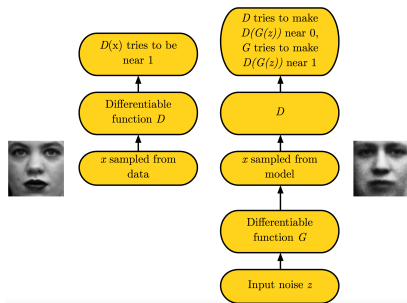 D(x) tries to be
near 1
Differentiable
function D
x sampled from
data
D tries to make
D(G(z)) near 0,
G tries to make
D(G(z)) near 1
D
x sampled from
model
Differentiable
function G
Input noise z